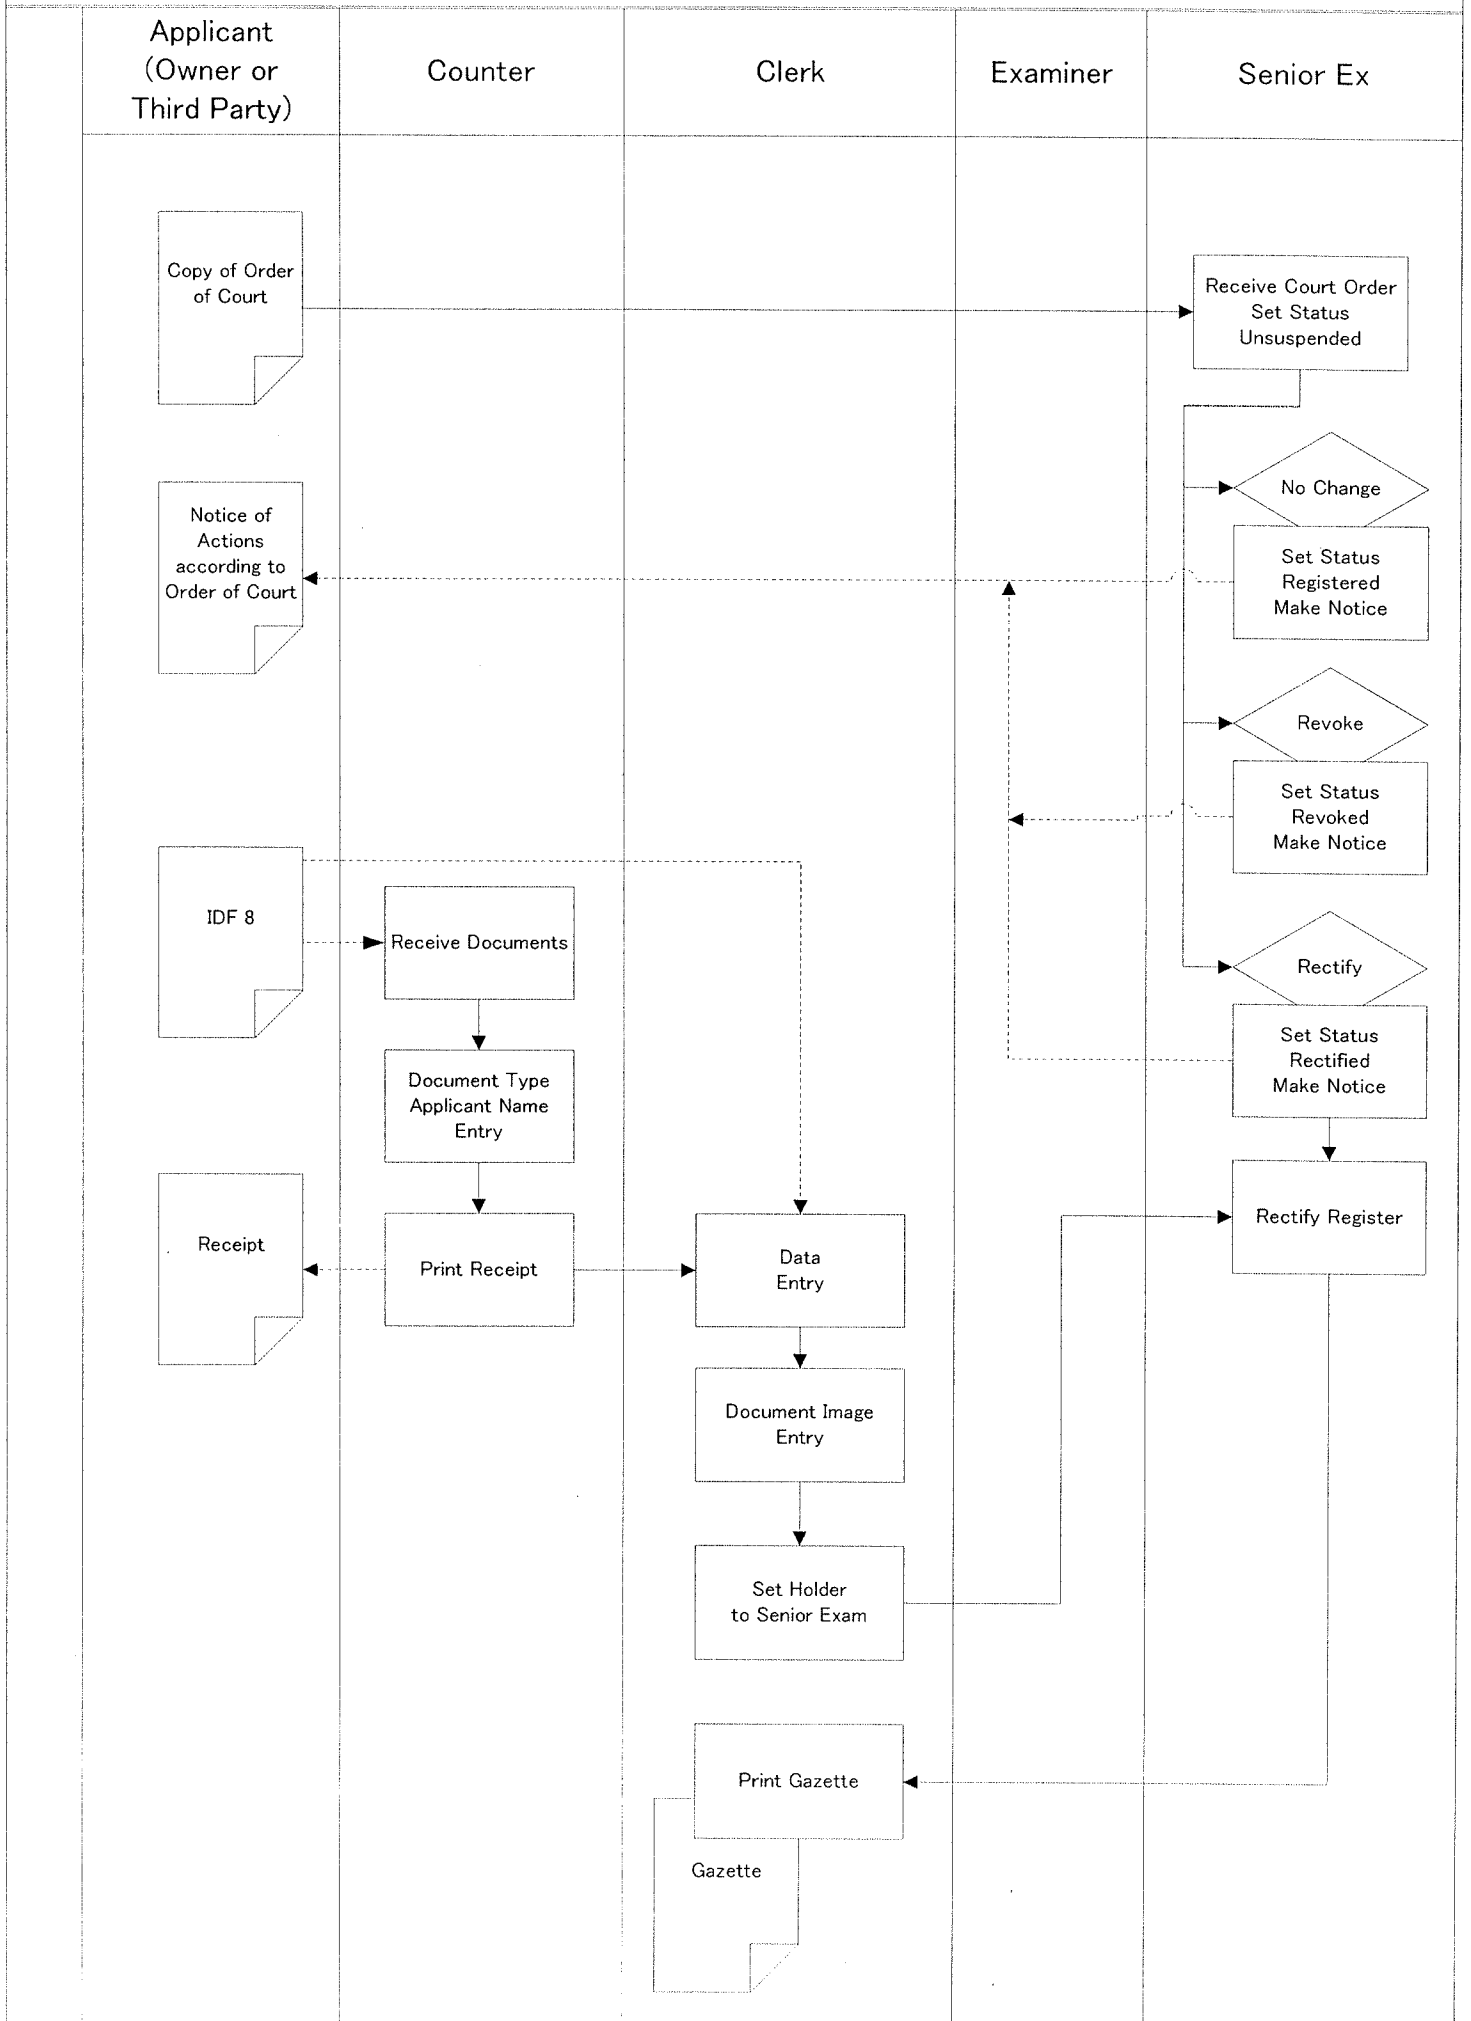 Applicant
(Owner or
Third Party)
Counter
Clerk
Examiner
Senior Ex
Copy of Order
of Court
Receive Court Order
Set Status
Unsuspended
No Change
Notice of
Actions
according to
Order of Court
Set Status
Registered
Make Notice
Revoke
Set Status
Revoked
Make Notice
IDF 8
Receive Documents
Rectify
Set Status
Rectified
Make Notice
Document Type
Applicant Name
Entry
Receipt
Print Receipt
Data
Entry
Rectify Register
Document Image
Entry
Set Holder
to Senior Exam
Print Gazette
Gazette